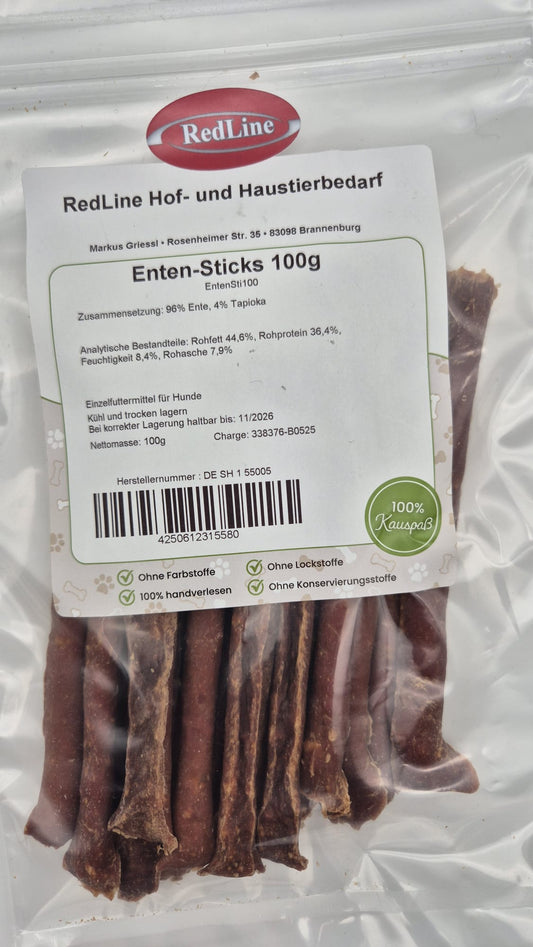 RedLine
RedLine Hof- und Haustierbedarf
Markus Griessl • Rosenheimer Str. 35 • 83098 Brannenburg
Enten-Sticks 100g
EntenSti100
Zusammensetzung: 96% Ente, 4% Tapioka
Analytische Bestandteile: Rohfett 44,6%, Rohprotein 36,4%,
Feuchtigkeit 8,4%, Rohasche 7,9%
Einzelfuttermittel für Hunde
Kühl und trocken lagern
Bei korrekter Lagerung haltbar bis: 11/2026
Nettomasse: 100g Charge: 338376-B0525
Herstellernummer : DE SH 1 55005
4250612315580
100%
Kauspaß
Ohne Farbstoffe
Ohne Lockstoffe
100% handverlesen
Ohne Konservierungsstoffe